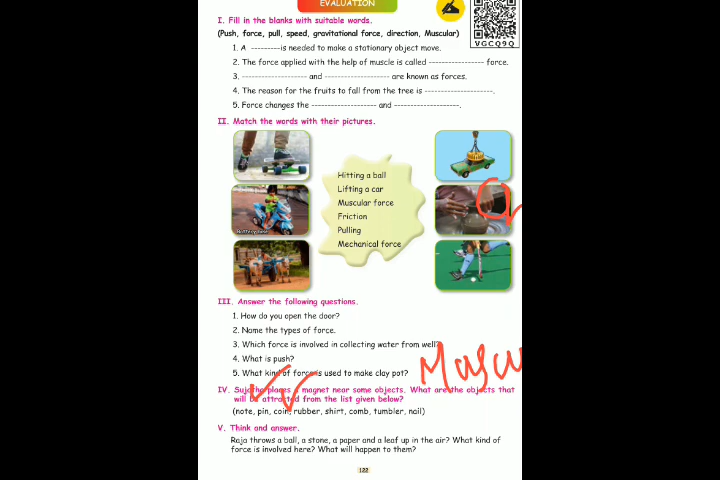 EVALUATION
I. Fill in the blanks with suitable words.
(Push, force, pull, speed, gravitational force, direction, Muscular)
VGCQ9Q
1. A ---------is needed to make a stationary object move.
2. The force applied with the help of muscle is called ---------------- force.
3. ------------------- and ------------------- are known as forces.
4. The reason for the fruits to fall from the tree is --------------------.
5. Force changes the ------------------- and -------------------.
II. Match the words with their pictures.
Hitting a ball
Lifting a car
Muscular force
Friction
Pulling
Mechanical force
III. Answer the following questions.
1. How do you open the door?
2. Name the types of force.
3. Which force is involved in collecting water from well?
4. What is push?
5. What kind of force is used to make clay pot?
Muscu
IV. Sujatha places a magnet near some objects. What are the objects that
will be attracted from the list given below?
(note, pin, coin, rubber, shirt, comb, tumbler, nail)
V. Think and answer.
Raja throws a ball, a stone, a paper and a leaf up in the air? What kind of
force is involved here? What will happen to them?
122